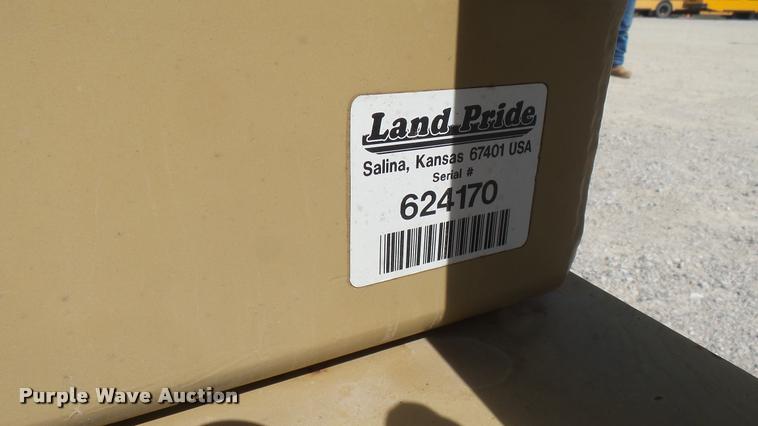 Land Pride
Salina, Kansas 67401 USA
Serial #
624170
Purple Wave Auction